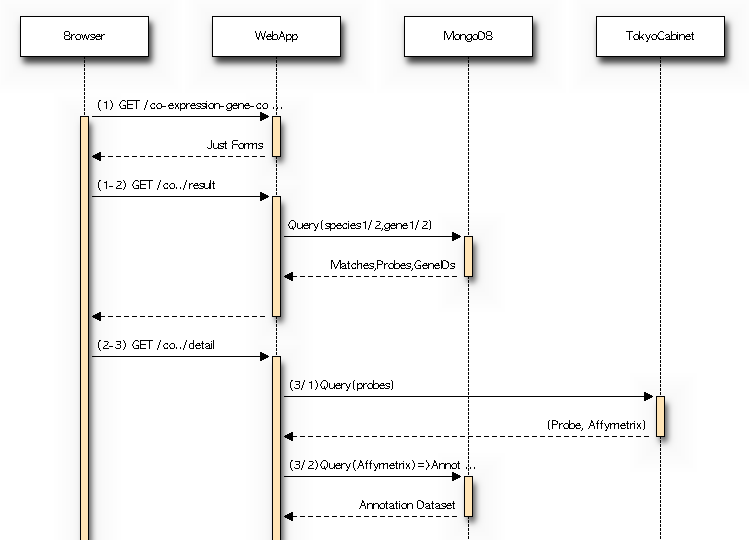 Browser
WebApp
MongoDB
TokyoCabinet
(1) GET /co-expression-gene-co ...
Just Forms
(1-2) GET /co../result
Query(species1/2,gene1/2)
Matches,Probes,GeneIDs
(2-3) GET /co../detail
(3/1)Query(probes)
(Probe, Affymetrix)
(3/2)Query(Affymetrix)=>Annot ...
Annotation Dataset